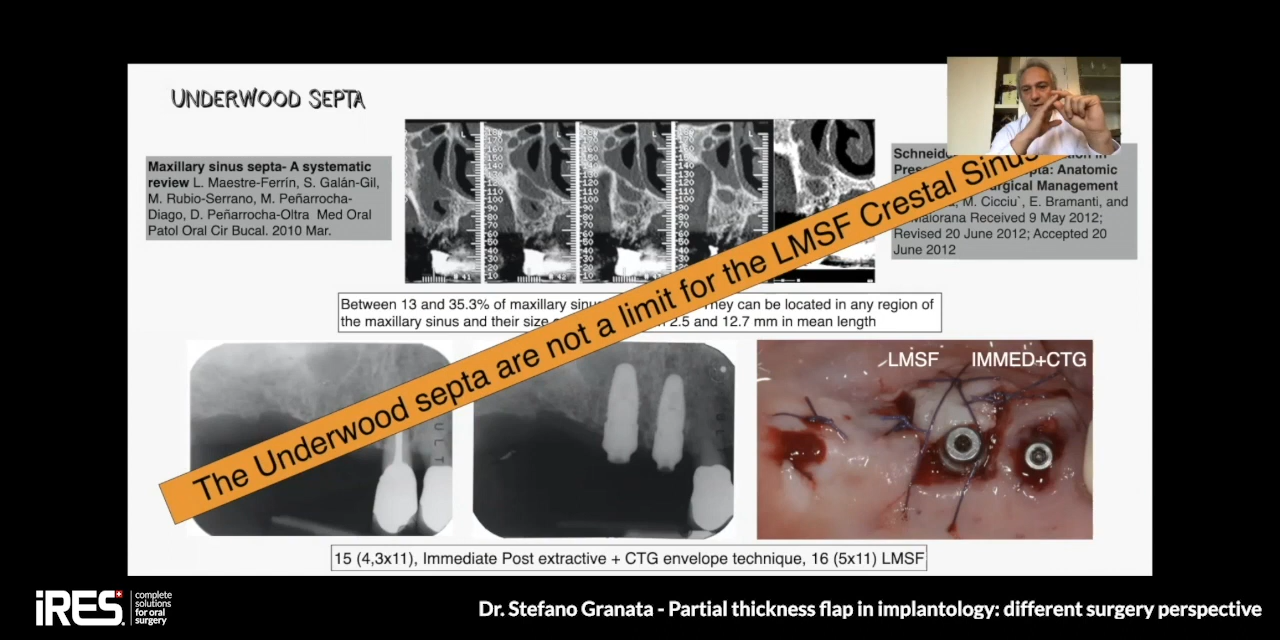 UNDERWOOD SEPTA
Maxillary sinus septa- A systematic
review L. Maestre-Ferrín, S. Galán-Gil,
M. Rubio-Serrano, M. Peñarrocha-
Diago, D. Peñarrocha-Oltra Med Oral
Patol Oral Cir Bucal. 2010 Mar.
Anatomic
Management
M. Cicciu`, E. Bramanti, and
Maiorana Received 9 May 2012;
Revised 20 June 2012; Accepted 20
June 2012
Between 13 and 35.3% of maxillary can be located in any region of
the maxillary sinus and their size 2.5 and 12.7 mm in mean length
The Underwood septa are not a limit for the LMSF Crestal Sinus
LMSF IMMED+CTG
15 (4,3x11), Immediate Post extractive + CTG envelope technique, 16 (5x11) LMSF
iRES
complete
solutions
for oral
surgery
Dr. Stefano Granata - Partial thickness flap in implantology: different surgery perspective